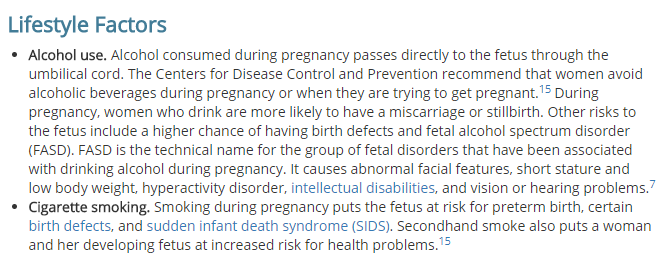 Lifestyle Factors
• Alcohol use. Alcohol consumed during pregnancy passes directly to the fetus through the
umbilical cord. The Centers for Disease Control and Prevention recommend that women avoid
alcoholic beverages during pregnancy or when they are trying to get pregnant.15 During
pregnancy, women who drink are more likely to have a miscarriage or stillbirth. Other risks to
the fetus include a higher chance of having birth defects and fetal alcohol spectrum disorder
(FASD). FASD is the technical name for the group of fetal disorders that have been associated
with drinking alcohol during pregnancy. It causes abnormal facial features, short stature and
low body weight, hyperactivity disorder, intellectual disabilities, and vision or hearing problems.7
• Cigarette smoking. Smoking during pregnancy puts the fetus at risk for preterm birth, certain
birth defects, and sudden infant death syndrome (SIDS). Secondhand smoke also puts a woman
and her developing fetus at increased risk for health problems.15